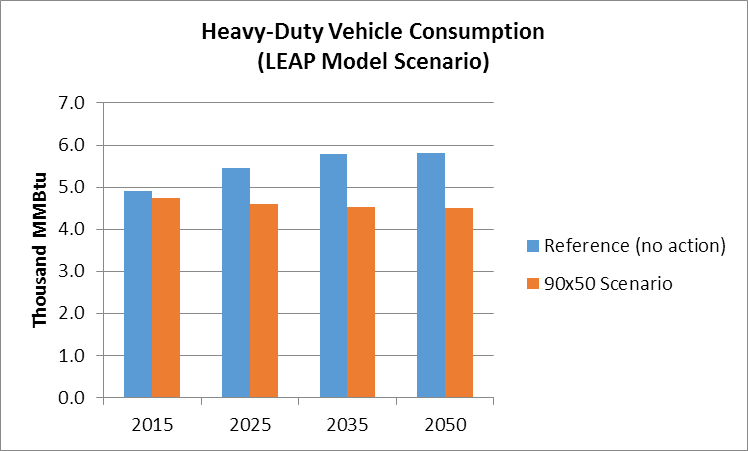 Heavy-Duty Vehicle Consumption
(LEAP Model Scenario)
Thousand MMBtu
7.0
6.0
5.0
4.0
3.0
2.0
1.0
0.0
2015 2025 2035 2050
Reference (no action)
90x50 Scenario